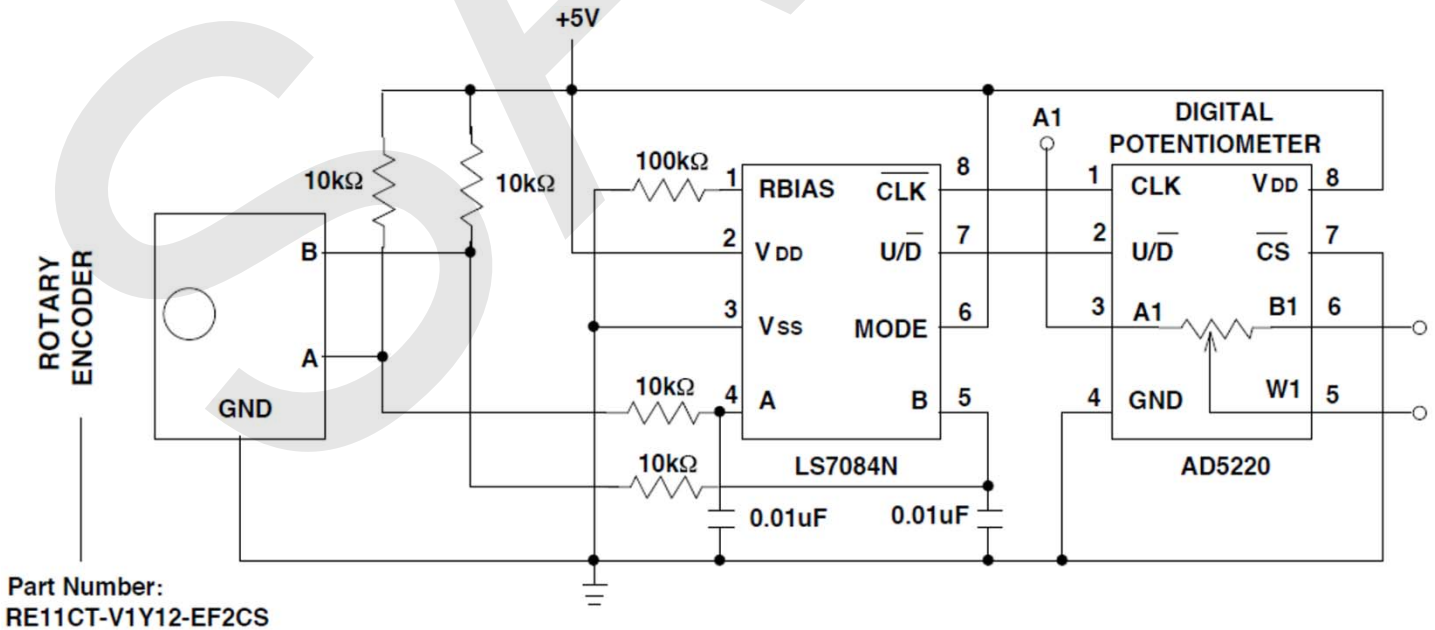 +5V
DIGITAL
POTENTIOMETER
A1
10kΩ
10kΩ
100kΩ
ROTARY
ENCODER
B
A
GND
1
RBIAS
2
VDD
3
VSS
4
A
8
CLK
7
U/D
6
MODE
5
B
LS7084N
10kΩ
10kΩ
0.01uF
0.01uF
1
CLK
2
U/D
3
A1
4
GND
VDD
8
CS
7
B1
6
W1
5
AD5220
Part Number:
RE11CT-V1Y12-EF2CS